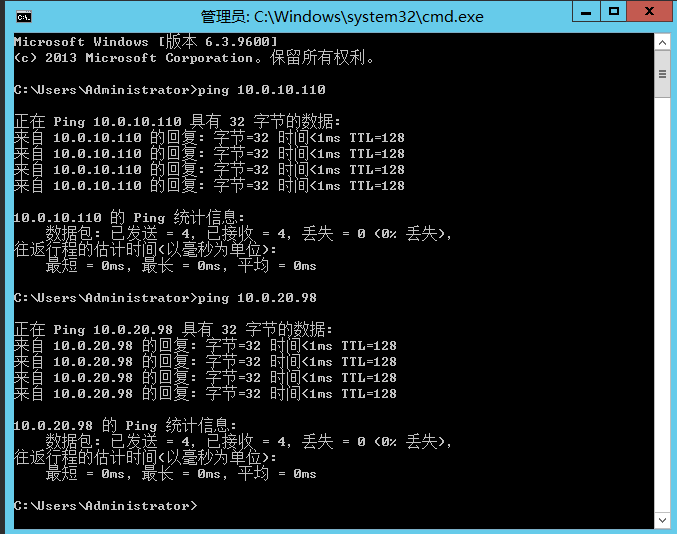 管理员: C:\Windows\system32\cmd.exe
Microsoft Windows [版本 6.3.9600]
(c) 2013 Microsoft Corporation。保留所有权利。
C:\Users\Administrator>ping 10.0.10.110
正在 Ping 10.0.10.110 具有 32 字节的数据:
来自 10.0.10.110 的回复: 字节=32 时间<1ms TTL=128
来自 10.0.10.110 的回复: 字节=32 时间<1ms TTL=128
来自 10.0.10.110 的回复: 字节=32 时间<1ms TTL=128
来自 10.0.10.110 的回复: 字节=32 时间<1ms TTL=128
10.0.10.110 的 Ping 统计信息:
数据包: 已发送 = 4, 已接收 = 4, 丢失 = 0 (0% 丢失),
往返行程的估计时间(以毫秒为单位):
最短 = 0ms, 最长 = 0ms, 平均 = 0ms
C:\Users\Administrator>ping 10.0.20.98
正在 Ping 10.0.20.98 具有 32 字节的数据:
来自 10.0.20.98 的回复: 字节=32 时间<1ms TTL=128
来自 10.0.20.98 的回复: 字节=32 时间<1ms TTL=128
来自 10.0.20.98 的回复: 字节=32 时间<1ms TTL=128
来自 10.0.20.98 的回复: 字节=32 时间<1ms TTL=128
10.0.20.98 的 Ping 统计信息:
数据包: 已发送 = 4, 已接收 = 4, 丢失 = 0 (0% 丢失),
往返行程的估计时间(以毫秒为单位):
最短 = 0ms, 最长 = 0ms, 平均 = 0ms
C:\Users\Administrator>